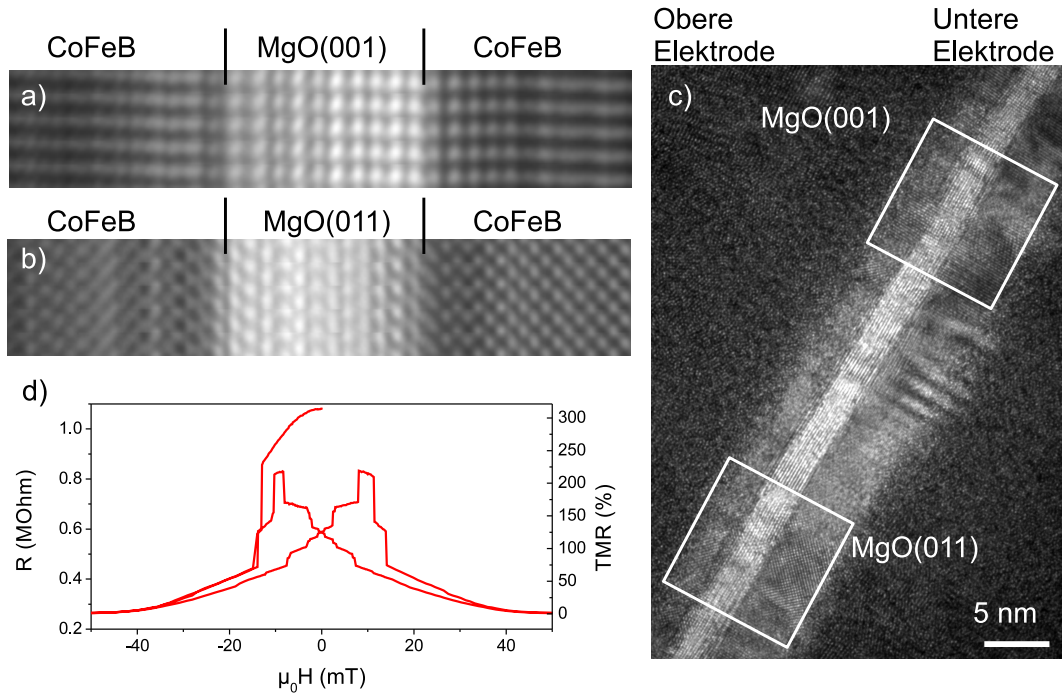 CoFeB MgO(001) CoFeB
a)
CoFeB MgO(011) CoFeB
b)
Obere
Elektrode
Untere
Elektrode
c)
MgO(001)
MgO(011)
5 nm
d)
R (MOhm)
1.0
0.8
0.6
0.4
0.2
300
250
200
150
100
50
0
TMR (%)
-40 -20 0 20 40
μ₀H (mT)